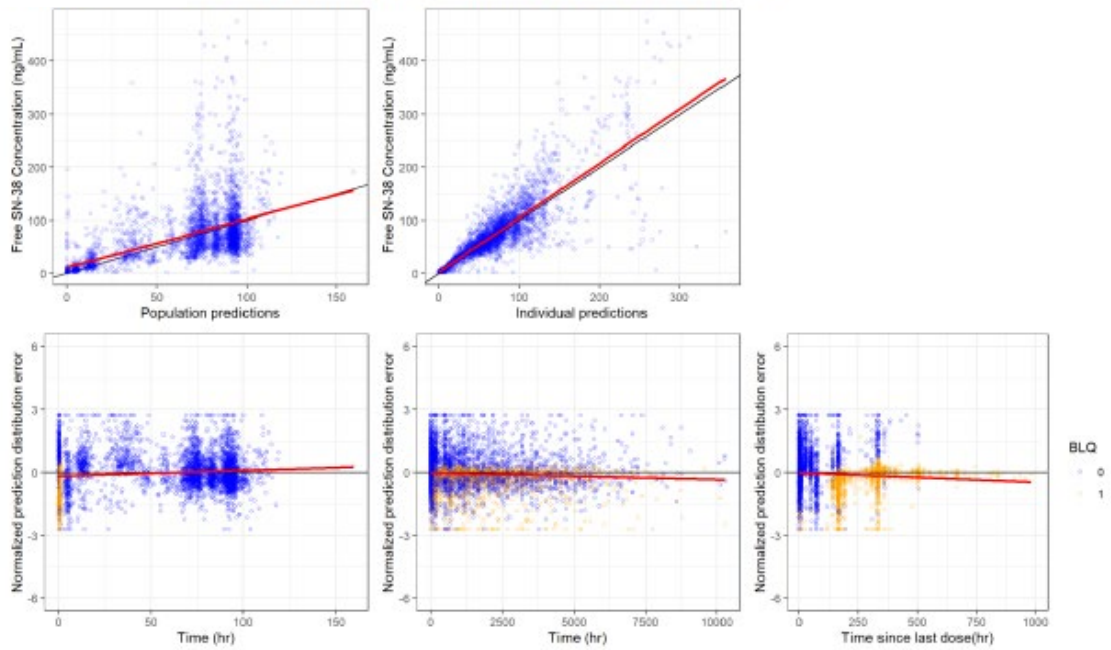 Free SN-38 Concentration (ng/mL)
400
300
200
100
0
0 50 100 150
Population predictions
Free SN-38 Concentration (ng/mL)
400
300
200
100
0
0 100 200 300
Individual predictions
Normalized prediction distribution error
6
3
0
-3
-6
0 50 100 150
Time (hr)
Normalized prediction distribution error
6
3
0
-3
-6
0 2500 5000 7500 10000
Time (hr)
Normalized prediction distribution error
6
3
0
-3
-6
0 250 500 750 1000
Time since last dose(hr)
BLQ
0
1